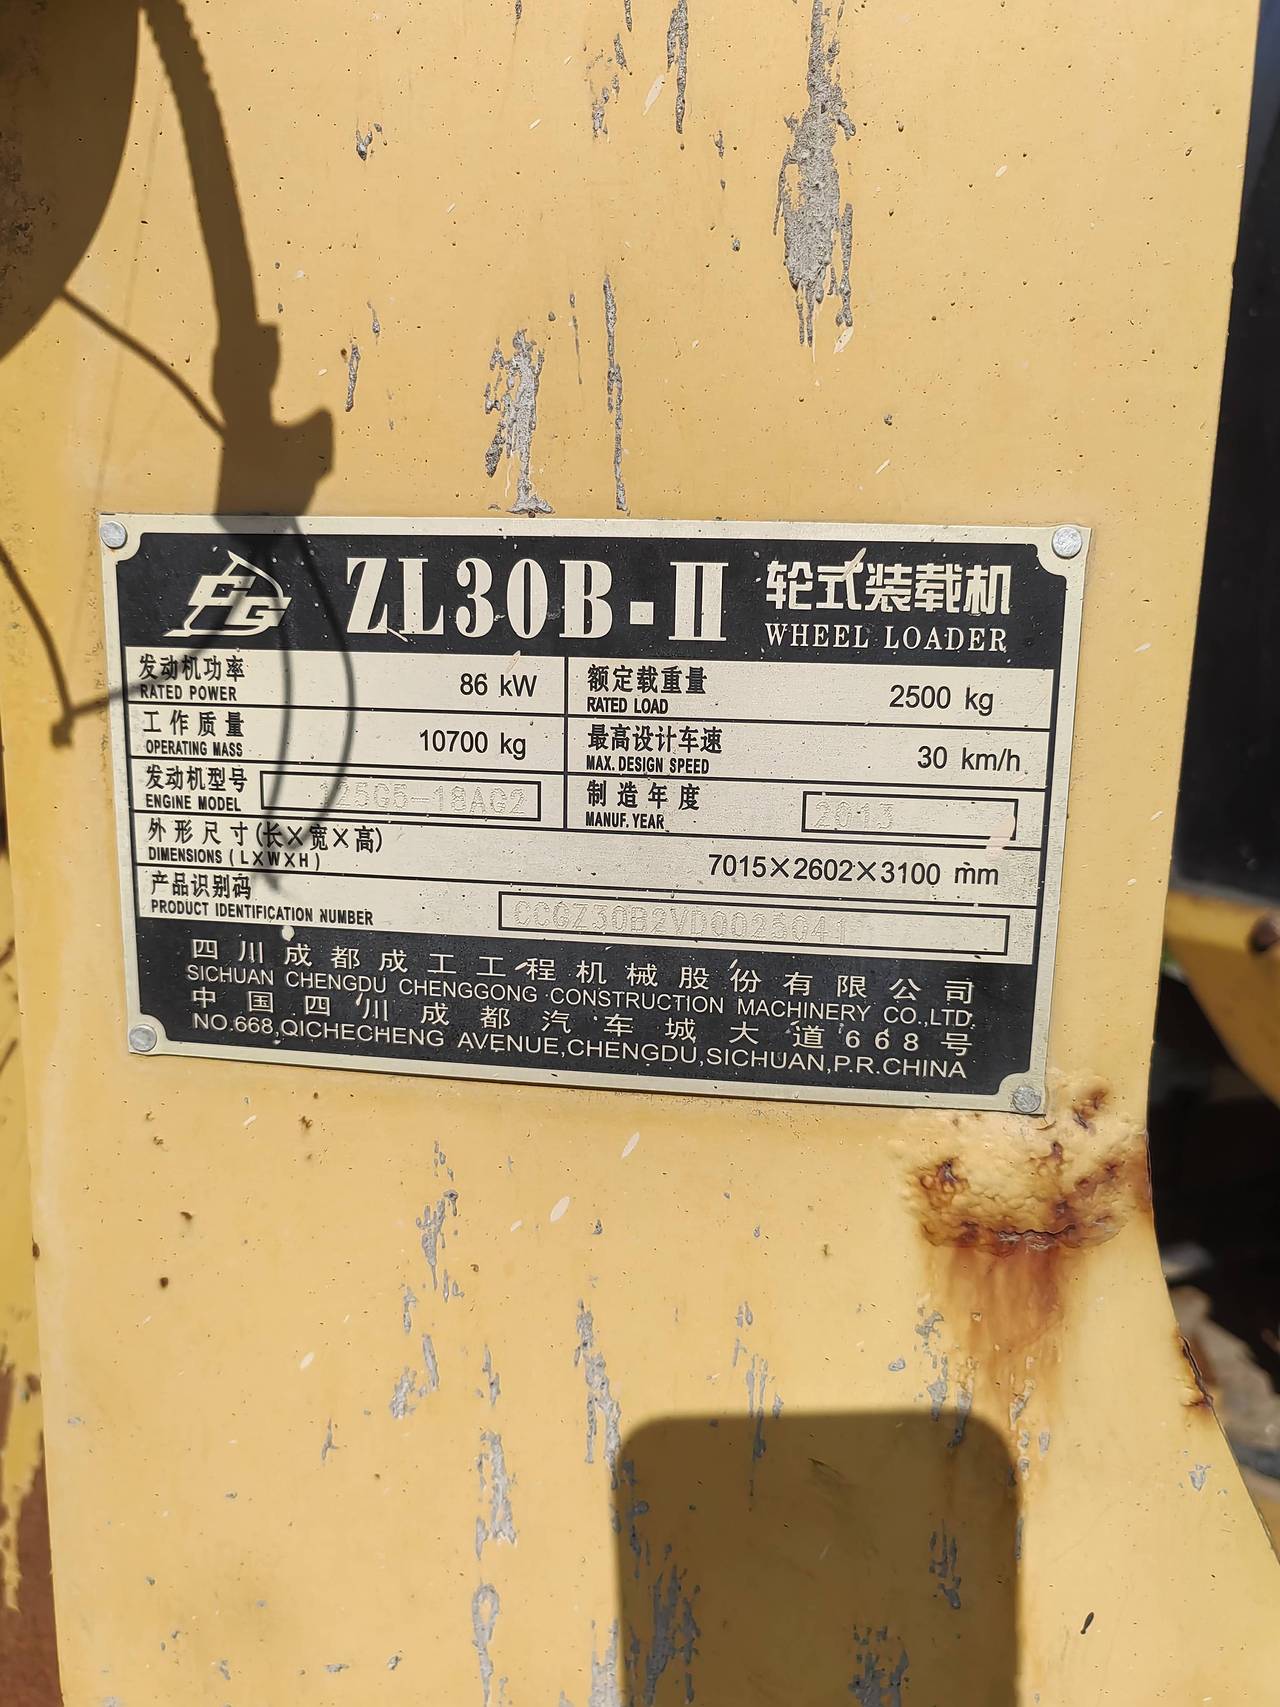 CG ZL30B-II 轮式装载机
WHEEL LOADER
发动机功率 86 kW 额定载重量 2500 kg
RATED POWER RATED LOAD
工作质量 10700 kg 最高设计车速 30 km/h
OPERATING MASS MAX. DESIGN SPEED
发动机型号 125G5-18AG2 制造年度 2013
ENGINE MODEL MANUF. YEAR
外形尺寸(长×宽×高) 7015×2602×3100 mm
DIMENSIONS (L×W×H)
产品识别码 CCGZ30B2VD0025041
PRODUCT IDENTIFICATION NUMBER
四川成都成工工程机械股份有限公司
SICHUAN CHENGDU CHENGGONG CONSTRUCTION MACHINERY CO.,LTD.
中国四川成都汽车城大道668号
NO.668,QICHECHENG AVENUE,CHENGDU,SICHUAN,P.R.CHINA